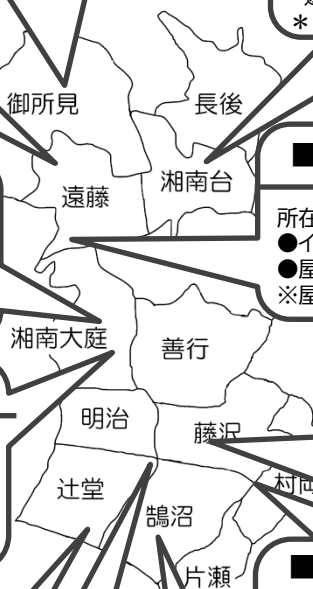 ＊
御所見
長後
湘南台
遠藤
所在
●イ
●屋
※屋
湘南大庭
善行
明治
藤沢
辻堂
鵠沼
片瀬